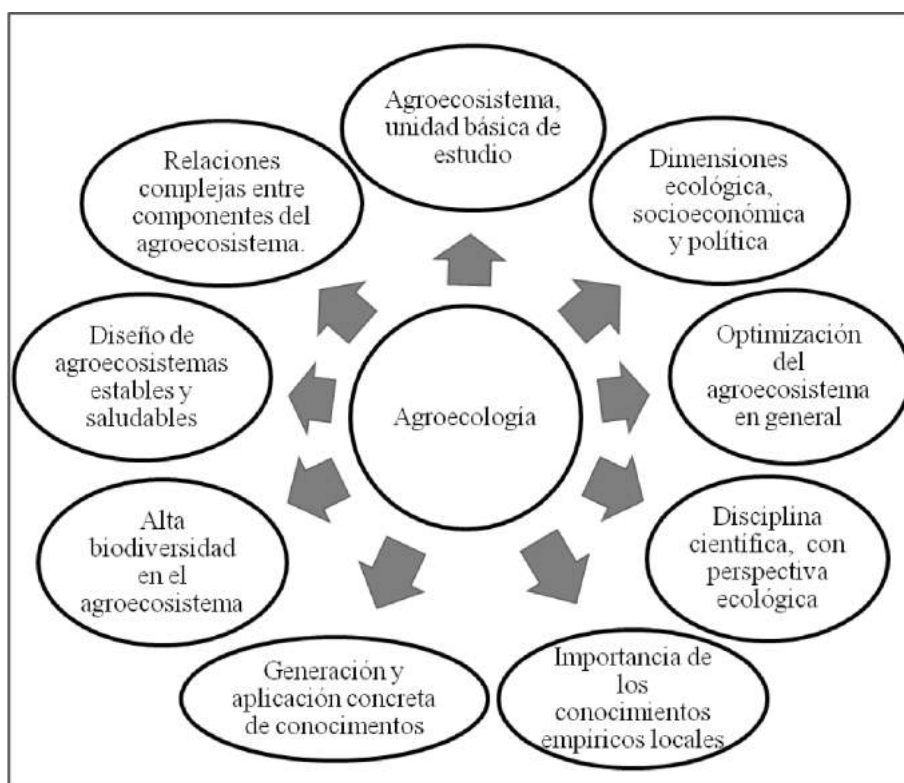 Agroecosistema,
unidad básica de
estudio
Dimensiones
ecológica,
socioeconómica
y política
Optimización
del
agroecosistema
en general
Disciplina
científica, con
perspectiva
ecológica
Importancia de
los
conocimientos
empíricos locales
Generación y
aplicación concreta
de conocimentos
Alta
biodiversidad
en el
agroecosistema
Diseño de
agroecosistemas
estables y
saludables
Relaciones
complejas entre
componentes del
agroecosistema.
Agroecología